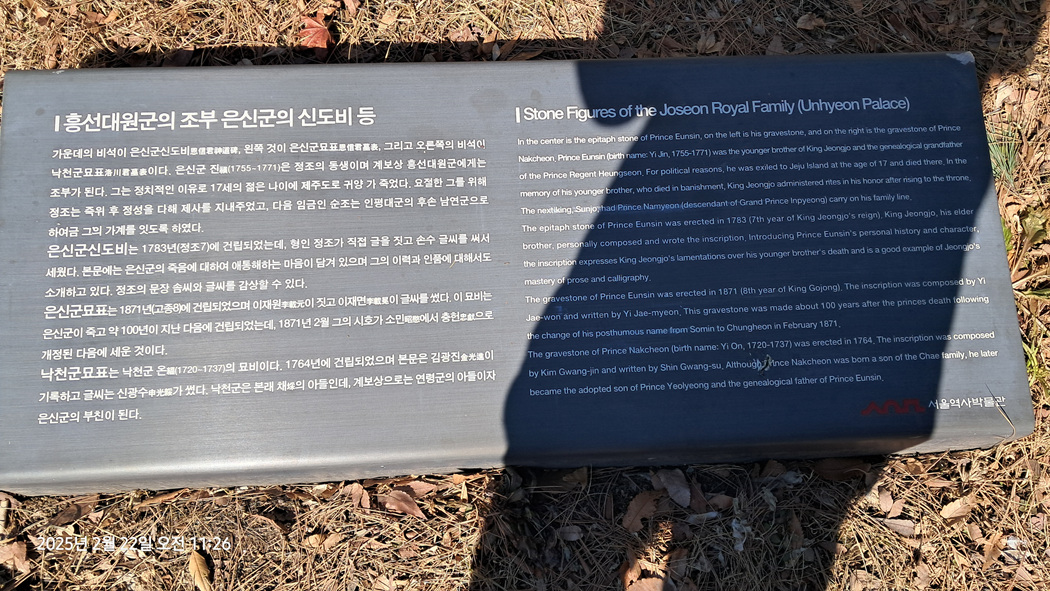 흥선대원군의 조부 은신군의 신도비 등
가운데의 비석이 은신군신도비恩信君神道碑, 왼쪽 것이 은신군묘표恩信君墓表, 그리고 오른쪽의 비석이
낙천군묘표洛川君墓表이다. 은신군 진(1755~1771)은 정조의 동생이며 계보상 흥선대원군에게는
조부가 된다. 그는 정치적인 이유로 17세의 젊은 나이에 제주도로 귀양 가 죽었다. 요절한 그를 위해
정조는 즉위 후 정성을 다해 제사를 지내주었고, 다음 임금인 순조는 인평대군의 후손 남연군으로
하여금 그의 가계를 잇도록 하였다.
은신군신도비는 1783년(정조7)에 건립되었는데, 형인 정조가 직접 글을 짓고 손수 글씨를 써서
세웠다. 본문에는 은신군의 죽음에 대하여 애통해하는 마음이 담겨 있으며 그의 이력과 인품에 대해서도
소개하고 있다. 정조의 문장 솜씨와 글씨를 감상할 수 있다.
은신군묘표는 1871년(고종8)에 건립되었으며 이재원李載元이 짓고 이재면李載冕이 글씨를 썼다. 이 묘비는
은신군이 죽고 약 100년이 지난 다음에 건립되었는데, 1871년 2월 그의 시호가 소민昭愍에서 충헌忠獻으로
개정된 다음에 세운 것이다.
낙천군묘표는 낙천군 온(1720~1737)의 묘비이다. 1764년에 건립되었으며 본문은 김광진金光進이
기록하고 글씨는 신광수申光綏가 썼다. 낙천군은 본래 채의 아들인데, 계보상으로는 연령군의 아들이자
은신군의 부친이 된다.
Stone Figures of the Joseon Royal Family (Unhyeon Palace)
In the center is the epitaph stone of Prince Eunsin, on the left is his gravestone, and on the right is the gravestone of Prince
Nakcheon. Prince Eunsin (birth name: Yi Jin, 1755-1771) was the younger brother of King Jeongjo and the genealogical grandfather
of the Prince Regent Heungseon. For political reasons, he was exiled to Jeju Island at the age of 17 and died there. In the
memory of his younger brother, who died in banishment, King Jeongjo administered rites in his honor after rising to the throne.
The nextiking, Sunjo, had Prince Namyeon (descendant of Grand Prince Inpyeong) carry on his family line.
The epitaph stone of Prince Eunsin was erected in 1783 (7th year of King Jeongjo's reign). King Jeongjo, his elder
brother, personally composed and wrote the inscription. Introducing Prince Eunsin's personal history and character,
the inscription expresses King Jeongjo's lamentations over his younger brother's death and is a good example of Jeongjo's
mastery of prose and calligraphy.
The gravestone of Prince Eunsin was erected in 1871 (8th year of King Gojong). The inscription was composed by Yi
Jae-won and written by Yi Jae-myeon. This gravestone was made about 100 years after the princes death following
the change of his posthumous name from Somin to Chungheon in February 1871.
The gravestone of Prince Nakcheon (birth name: Yi On, 1720-1737) was erected in 1764. The inscription was composed
by Kim Gwang-jin and written by Shin Gwang-su. Although Prince Nakcheon was born a son of the Chae family, he later
became the adopted son of Prince Yeolyeong and the genealogical father of Prince Eunsin.
서울역사박물관
2025년 2월 22일 오전 11:26